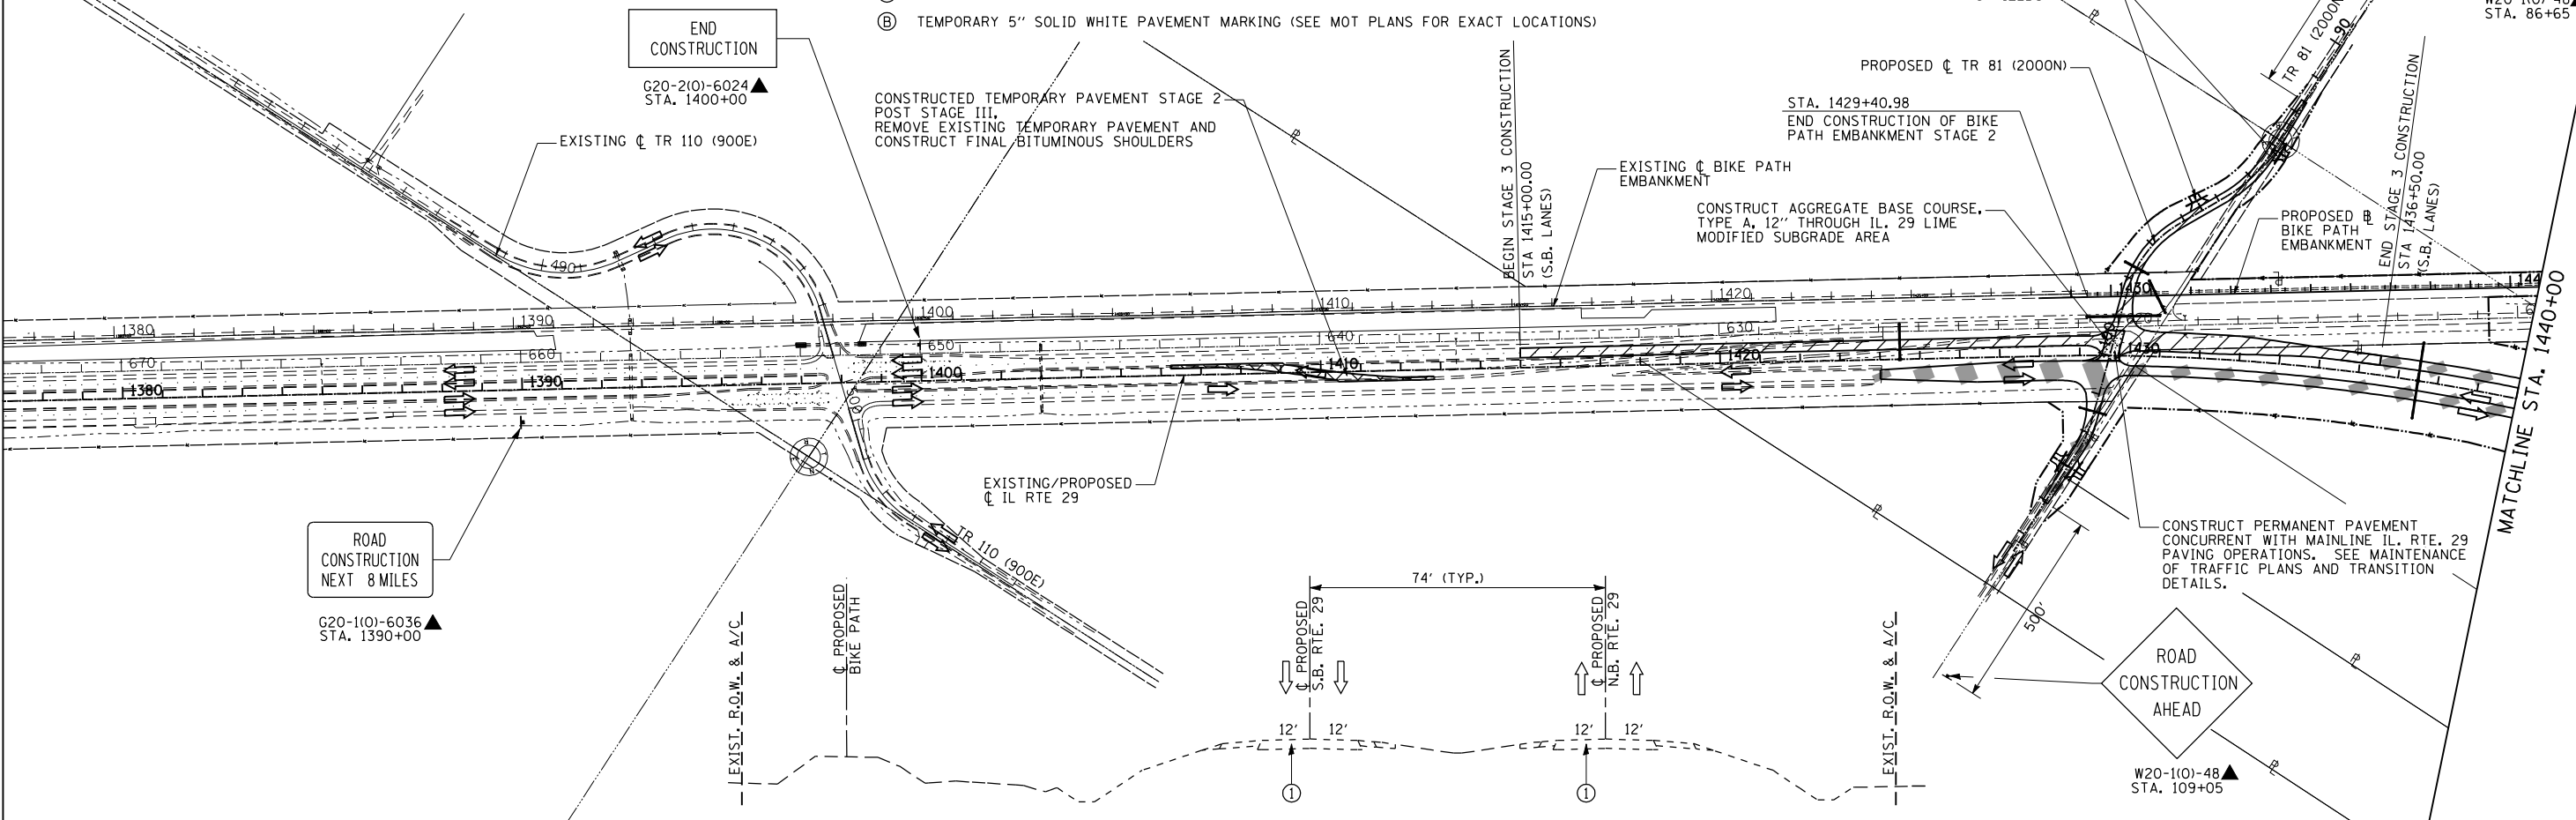 Ⓑ TEMPORARY 5" SOLID WHITE PAVEMENT MARKING (SEE MOT PLANS FOR EXACT LOCATIONS)
END
CONSTRUCTION
G20-2(O)-6024▲
STA. 1400+00
EXISTING ℄ TR 110 (900E)
CONSTRUCTED TEMPORARY PAVEMENT STAGE 2
POST STAGE III,
REMOVE EXISTING TEMPORARY PAVEMENT AND
CONSTRUCT FINAL BITUMINOUS SHOULDERS
BEGIN STAGE 3 CONSTRUCTION
STA 1415+00.00
(S.B. LANES)
EXISTING ℄ BIKE PATH
EMBANKMENT
CONSTRUCT AGGREGATE BASE COURSE,
TYPE A, 12" THROUGH IL. 29 LIME
MODIFIED SUBGRADE AREA
PROPOSED ℄ TR 81 (2000N)
STA. 1429+40.98
END CONSTRUCTION OF BIKE
PATH EMBANKMENT STAGE 2
TR 81 (2000N)
90
STA. 86+65
END STAGE 3 CONSTRUCTION
STA 1436+50.00
(S.B. LANES)
PROPOSED ℄
BIKE PATH
EMBANKMENT
MATCHLINE STA. 1440+00
490
1380
1390
1400
1410
1420
1430
670
660
650
640
630
1380
1390
1400
1410
1420
1430
EXISTING/PROPOSED
℄ IL RTE 29
TR 110 (900E)
ROAD
CONSTRUCTION
NEXT 8 MILES
G20-1(O)-6036▲
STA. 1390+00
CONSTRUCT PERMANENT PAVEMENT
CONCURRENT WITH MAINLINE IL. RTE. 29
PAVING OPERATIONS. SEE MAINTENANCE
OF TRAFFIC PLANS AND TRANSITION
DETAILS.
500'
ROAD
CONSTRUCTION
AHEAD
W20-1(O)-48▲
STA. 109+05
EXIST. R.O.W. & A/C
℄ PROPOSED
BIKE PATH
74' (TYP.)
℄ PROPOSED
S.B. RTE. 29
℄ PROPOSED
N.B. RTE. 29
EXIST. R.O.W. & A/C
12' 12'
12' 12'
①
①